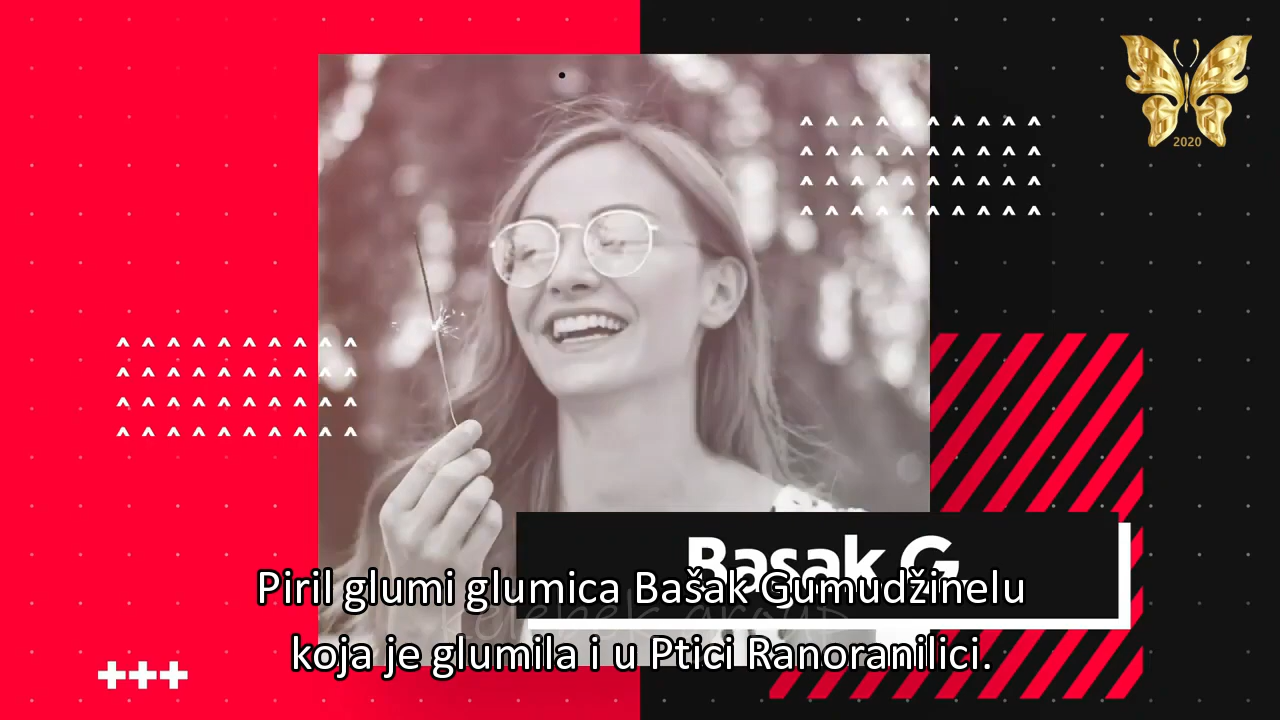 2020
Basak G
Piril glumi glumica Bašak Gumudžinelu
koja je glumila i u Ptici Ranoranilici.